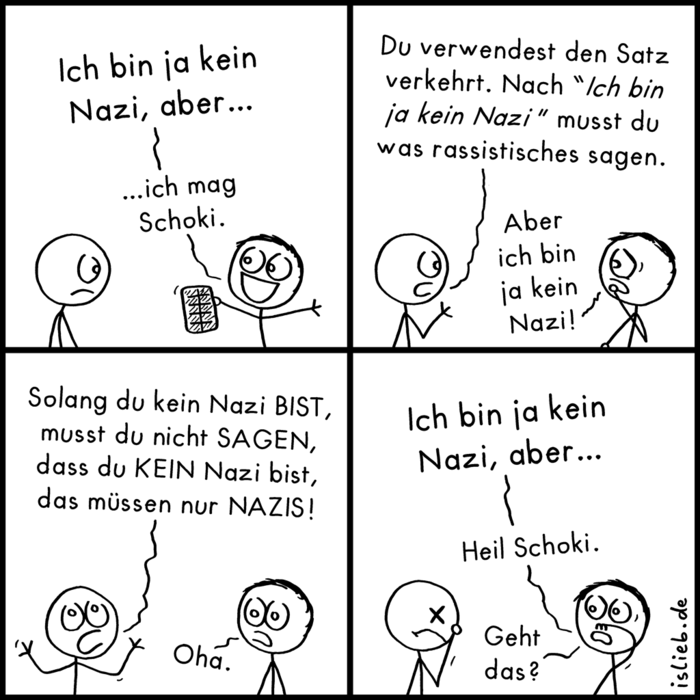 Ich bin ja kein
Nazi, aber...
...ich mag
Schoki.
Du verwendest den Satz
verkehrt. Nach "Ich bin
ja kein Nazi" musst du
was rassistisches sagen.
Aber
ich bin
ja kein
Nazi!
Solang du kein Nazi BIST,
musst du nicht SAGEN,
dass du KEIN Nazi bist,
das müssen nur NAZIS!
Oha.
Ich bin ja kein
Nazi, aber...
Heil Schoki.
Geht
das?
islieb.de